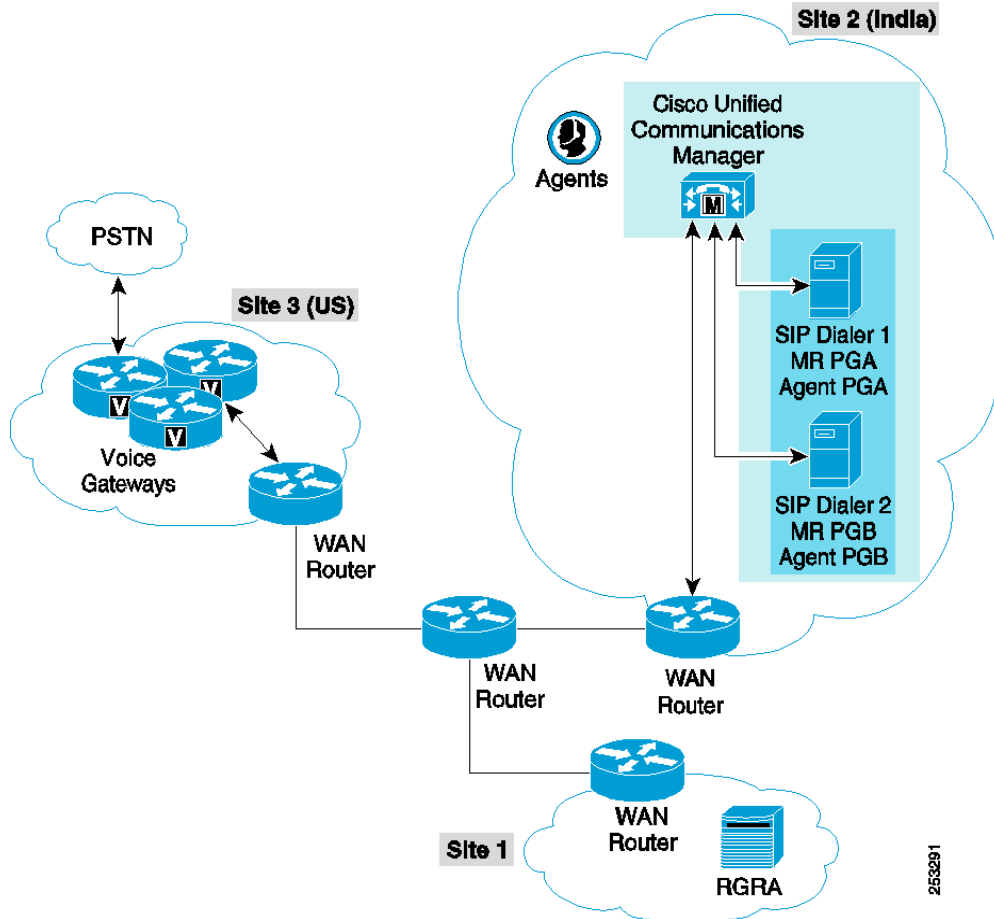 Site 2 (India)
Cisco Unified
Communications
Manager
Agents
M
PSTN
Site 3 (US)
SIP Dialer 1
MR PGA
Agent PGA
V
V
V
Voice
Gateways
SIP Dialer 2
MR PGB
Agent PGB
WAN
Router
WAN
Router
WAN
Router
WAN
Router
Site 1
RGRA
253291